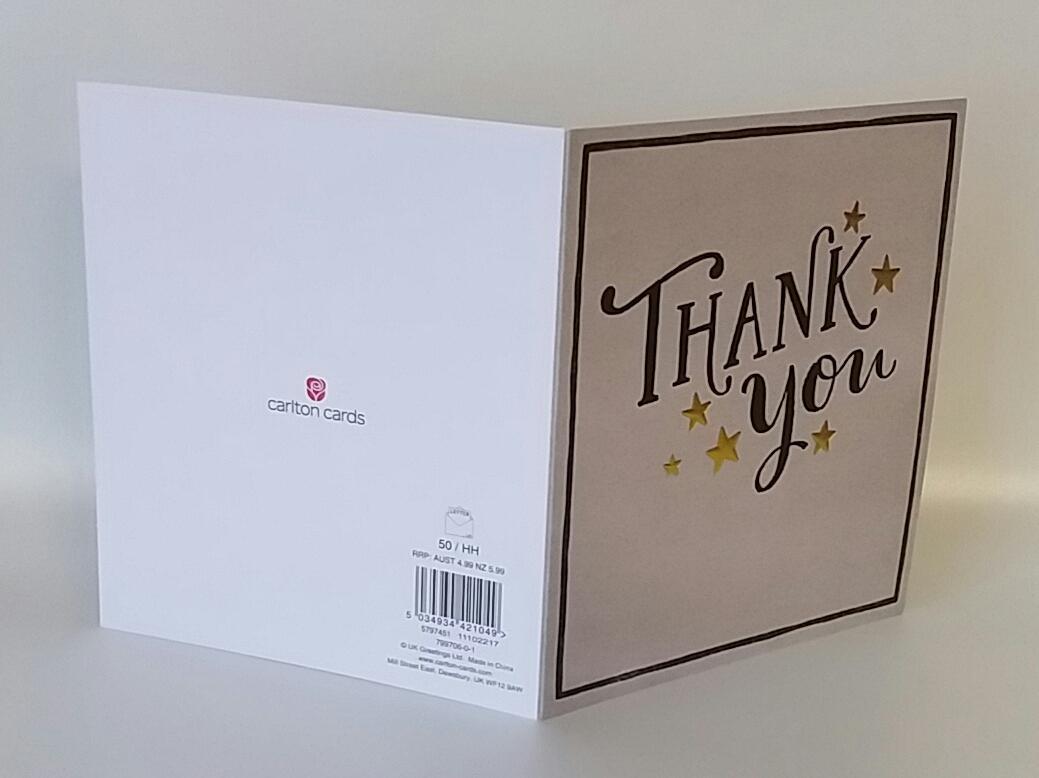 carlton cards
LETTER
50 / HH
RRP: AUST 4.99 NZ 5.99
5 034934 421049 >
5797451 11102217
799706-0-1
© UK Greetings Ltd. Made in China
www.carlton-cards.com
Mill Street East, Dewsbury, UK WF12 9AW
THANK
you